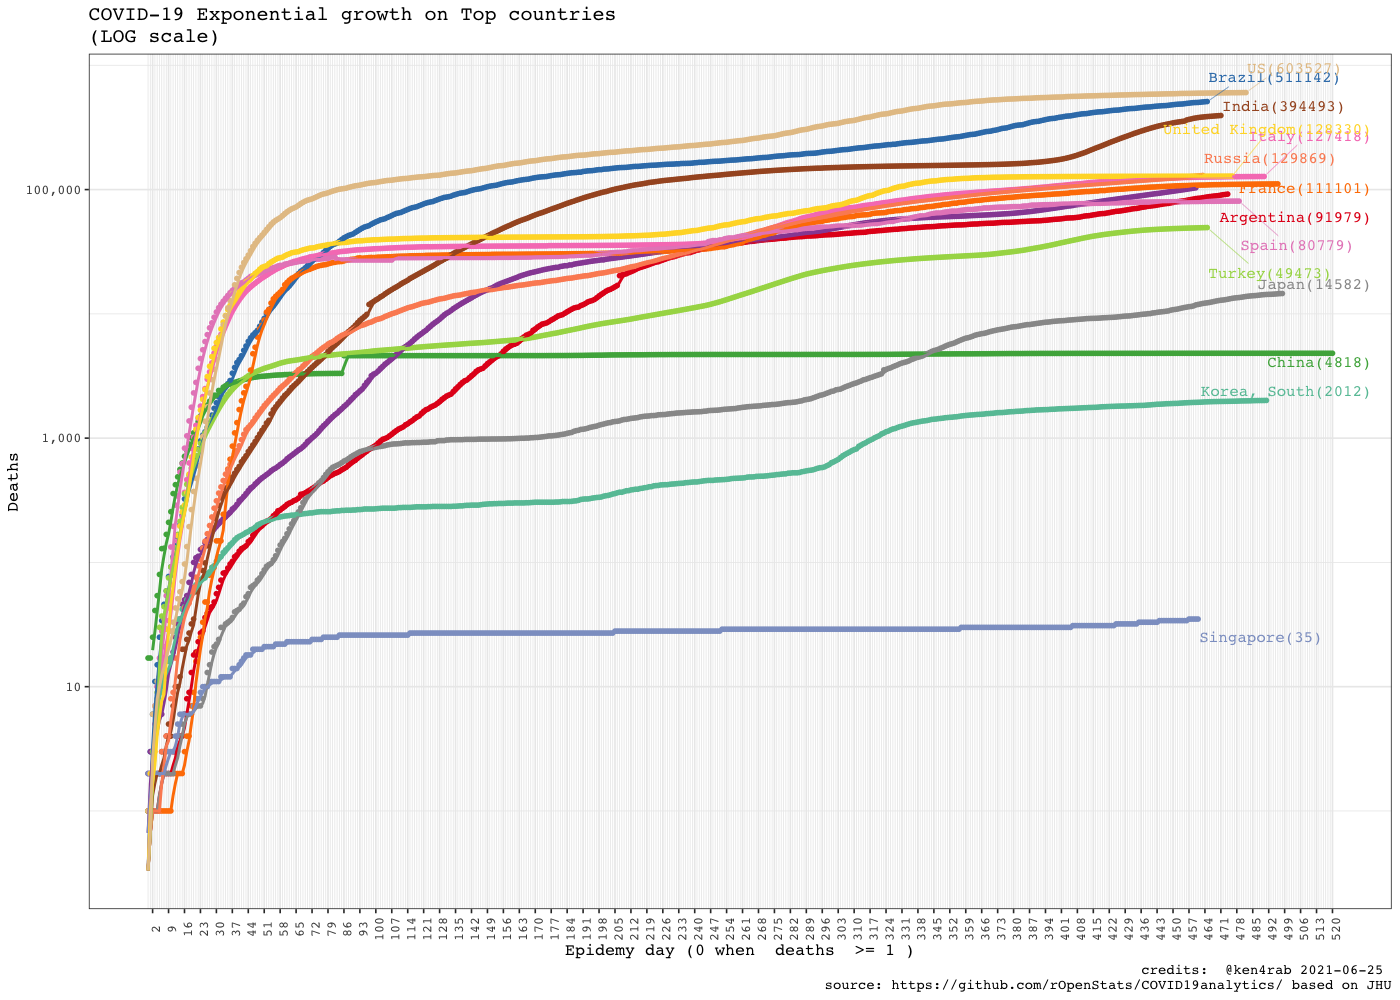 COVID-19 Exponential growth on Top countries
(LOG scale)
US(603527)
Brazil(511142)
India(394493)
United Kingdom(128330)
Italy(127418)
Russia(129869)
France(111101)
Argentina(91979)
Spain(80779)
Turkey(49473)
Japan(14582)
China(4818)
Korea, South(2012)
Singapore(35)
Deaths
100,000
1,000
10
2 9 16 23 30 37 44 51 58 65 72 79 86 93 100 107 114 121 128 135 142 149 156 163 170 177 184 191 198 205 212 219 226 233 240 247 254 261 268 275 282 289 296 303 310 317 324 331 338 345 352 359 366 373 380 387 394 401 408 415 422 429 436 443 450 457 464 471 478 485 492 499 506 513 520
Epidemy day (0 when  deaths  >= 1 )
credits:  @ken4rab 2021-06-25
source: https://github.com/rOpenStats/COVID19analytics/ based on JHU